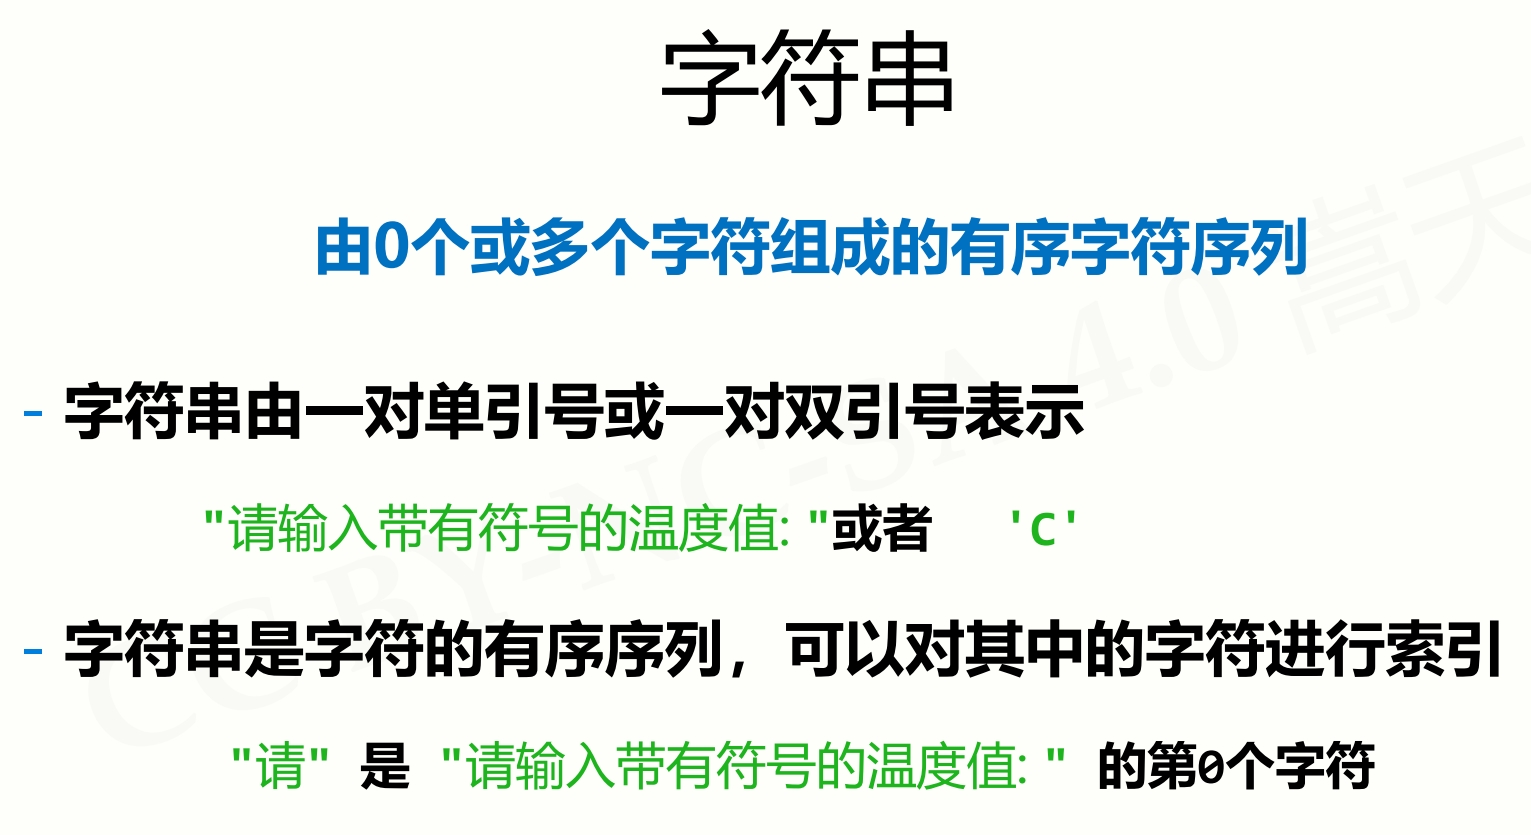 字符串
由0个或多个字符组成的有序字符序列
- 字符串由一对单引号或一对双引号表示
"请输入带有符号的温度值: "或者 'C'
- 字符串是字符的有序序列，可以对其中的字符进行索引
"请" 是 "请输入带有符号的温度值: " 的第0个字符
CC BY-NC-SA 4.0 嵩天